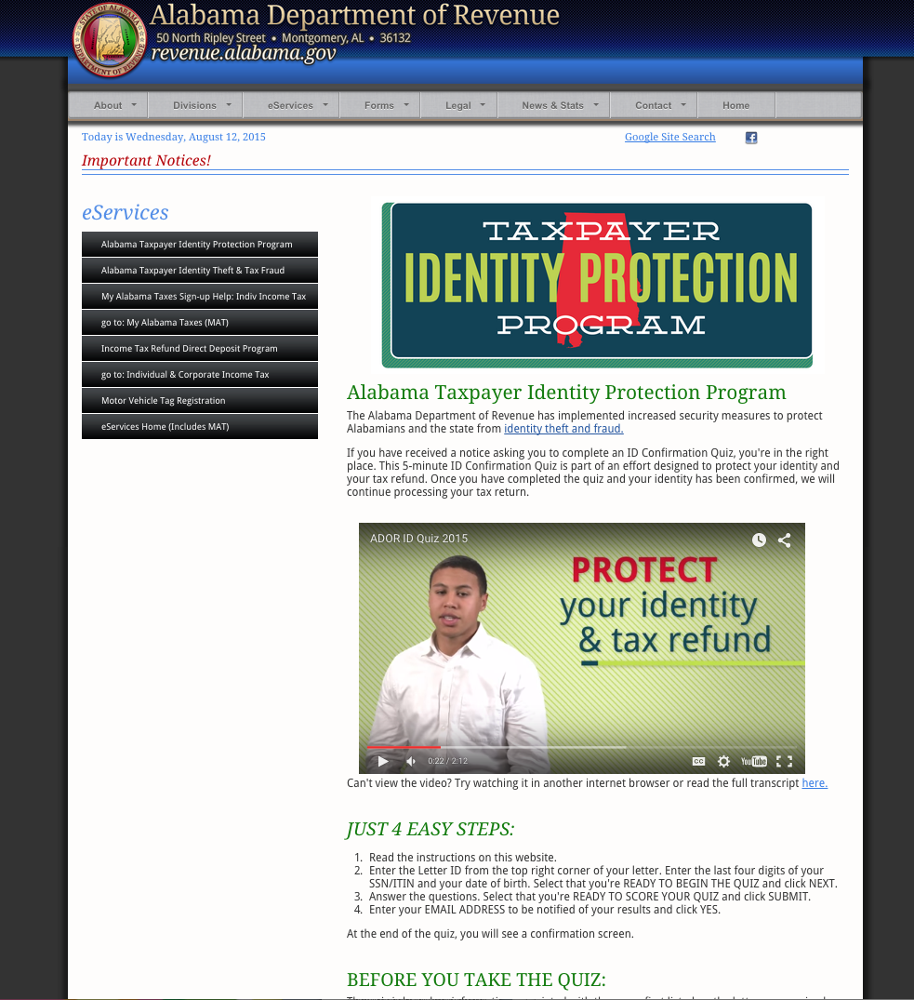 Alabama Department of Revenue
50 North Ripley Street • Montgomery, AL • 36132
revenue.alabama.gov
STATE OF ALABAMA
DEPARTMENT OF REVENUE
About Divisions eServices Forms Legal News & Stats Contact Home
Today is Wednesday, August 12, 2015 Google Site Search
Important Notices!
eServices
Alabama Taxpayer Identity Protection Program
Alabama Taxpayer Identity Theft & Tax Fraud
My Alabama Taxes Sign-up Help: Indiv Income Tax
go to: My Alabama Taxes (MAT)
Income Tax Refund Direct Deposit Program
go to: Individual & Corporate Income Tax
Motor Vehicle Tag Registration
eServices Home (Includes MAT)
TAXPAYER
IDENTITY PROTECTION
PROGRAM
Alabama Taxpayer Identity Protection Program
The Alabama Department of Revenue has implemented increased security measures to protect
Alabamians and the state from identity theft and fraud.
If you have received a notice asking you to complete an ID Confirmation Quiz, you're in the right
place. This 5-minute ID Confirmation Quiz is part of an effort designed to protect your identity and
your tax refund. Once you have completed the quiz and your identity has been confirmed, we will
continue processing your tax return.
ADOR ID Quiz 2015
PROTECT
your identity
& tax refund
0:22 / 2:12 CC YouTube
Can't view the video? Try watching it in another internet browser or read the full transcript here.
JUST 4 EASY STEPS:
1. Read the instructions on this website.
2. Enter the Letter ID from the top right corner of your letter. Enter the last four digits of your
SSN/ITIN and your date of birth. Select that you're READY TO BEGIN THE QUIZ and click NEXT.
3. Answer the questions. Select that you're READY TO SCORE YOUR QUIZ and click SUBMIT.
4. Enter your EMAIL ADDRESS to be notified of your results and click YES.
At the end of the quiz, you will see a confirmation screen.
BEFORE YOU TAKE THE QUIZ: